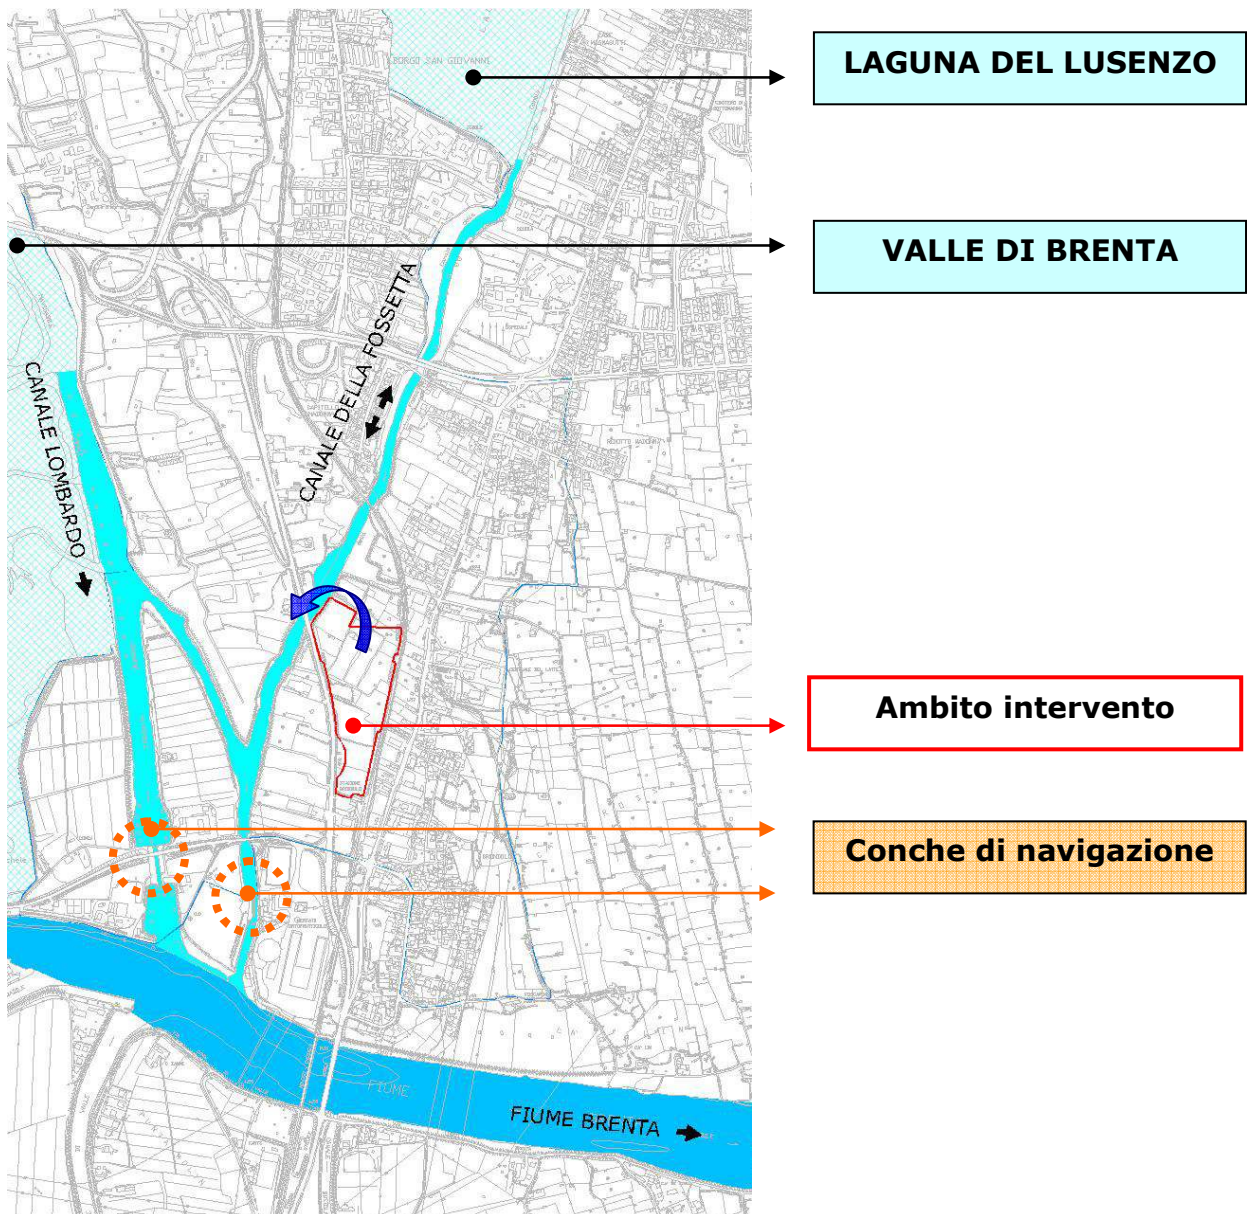 LAGUNA DEL LUSENZO
BORGO SAN GIOVANNI
VALLE DI BRENTA
CANALE DELLA FOSSETTA
CANALE LOMBARDO
Ambito intervento
Conche di navigazione
FIUME
FIUME BRENTA